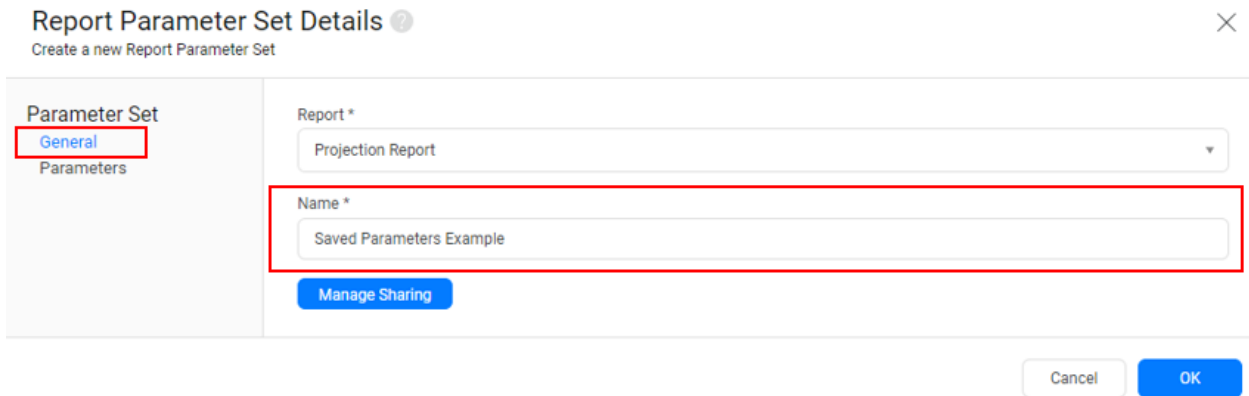 Report Parameter Set Details ?
Create a new Report Parameter Set
Parameter Set
General
Parameters
Report *
Projection Report
Name *
Saved Parameters Example
Manage Sharing
Cancel
OK